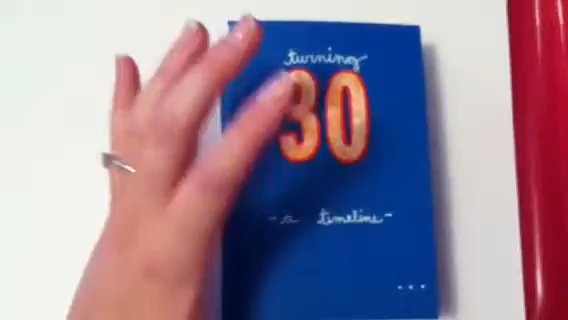 turning
30
- a timeline -
...